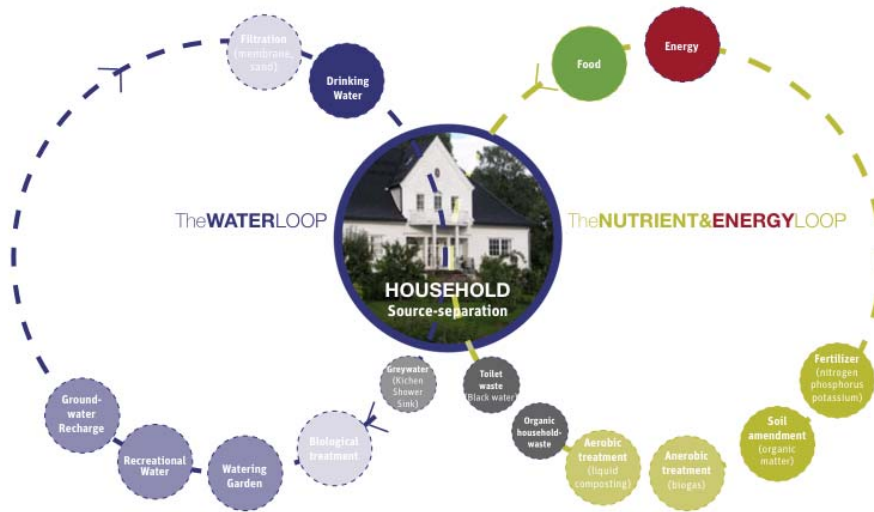 Filtration
(membrane,
sand)
Drinking
Water
Food
Energy
TheWATERLOOP
TheNUTRIENT&ENERGYLOOP
HOUSEHOLD
Source-separation
Greywater
(Kichen
Shower
Sink)
Toilet
waste
(Black water)
Organic
household-
waste
Ground-
water
Recharge
Recreational
Water
Watering
Garden
Biological
treatment
Aerobic
treatment
(liquid
composting)
Anerobic
treatment
(biogas)
Soil
amendment
(organic
matter)
Fertilizer
(nitrogen
phosphorus
potassium)